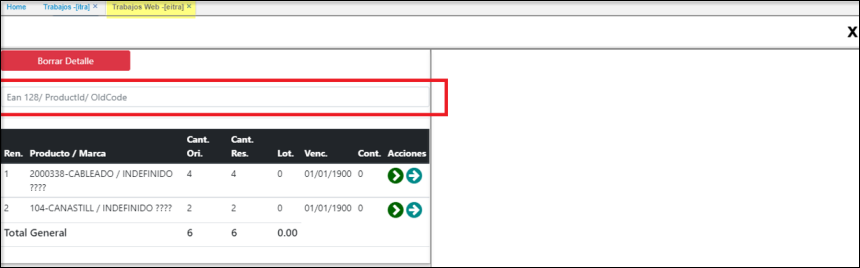 Home Trabajos -[itra] × Trabajos Web -[eitra] ×
X
Borrar Detalle
Ean 128/ ProductId/ OldCode
Ren. Producto / Marca Cant. Ori. Cant. Res. Lot. Venc. Cont. Acciones
1 2000338-CABLEADO / INDEFINIDO ???? 4 4 0 01/01/1900 0
2 104-CANASTILL / INDEFINIDO ???? 2 2 0 01/01/1900 0
Total General 6 6 0.00